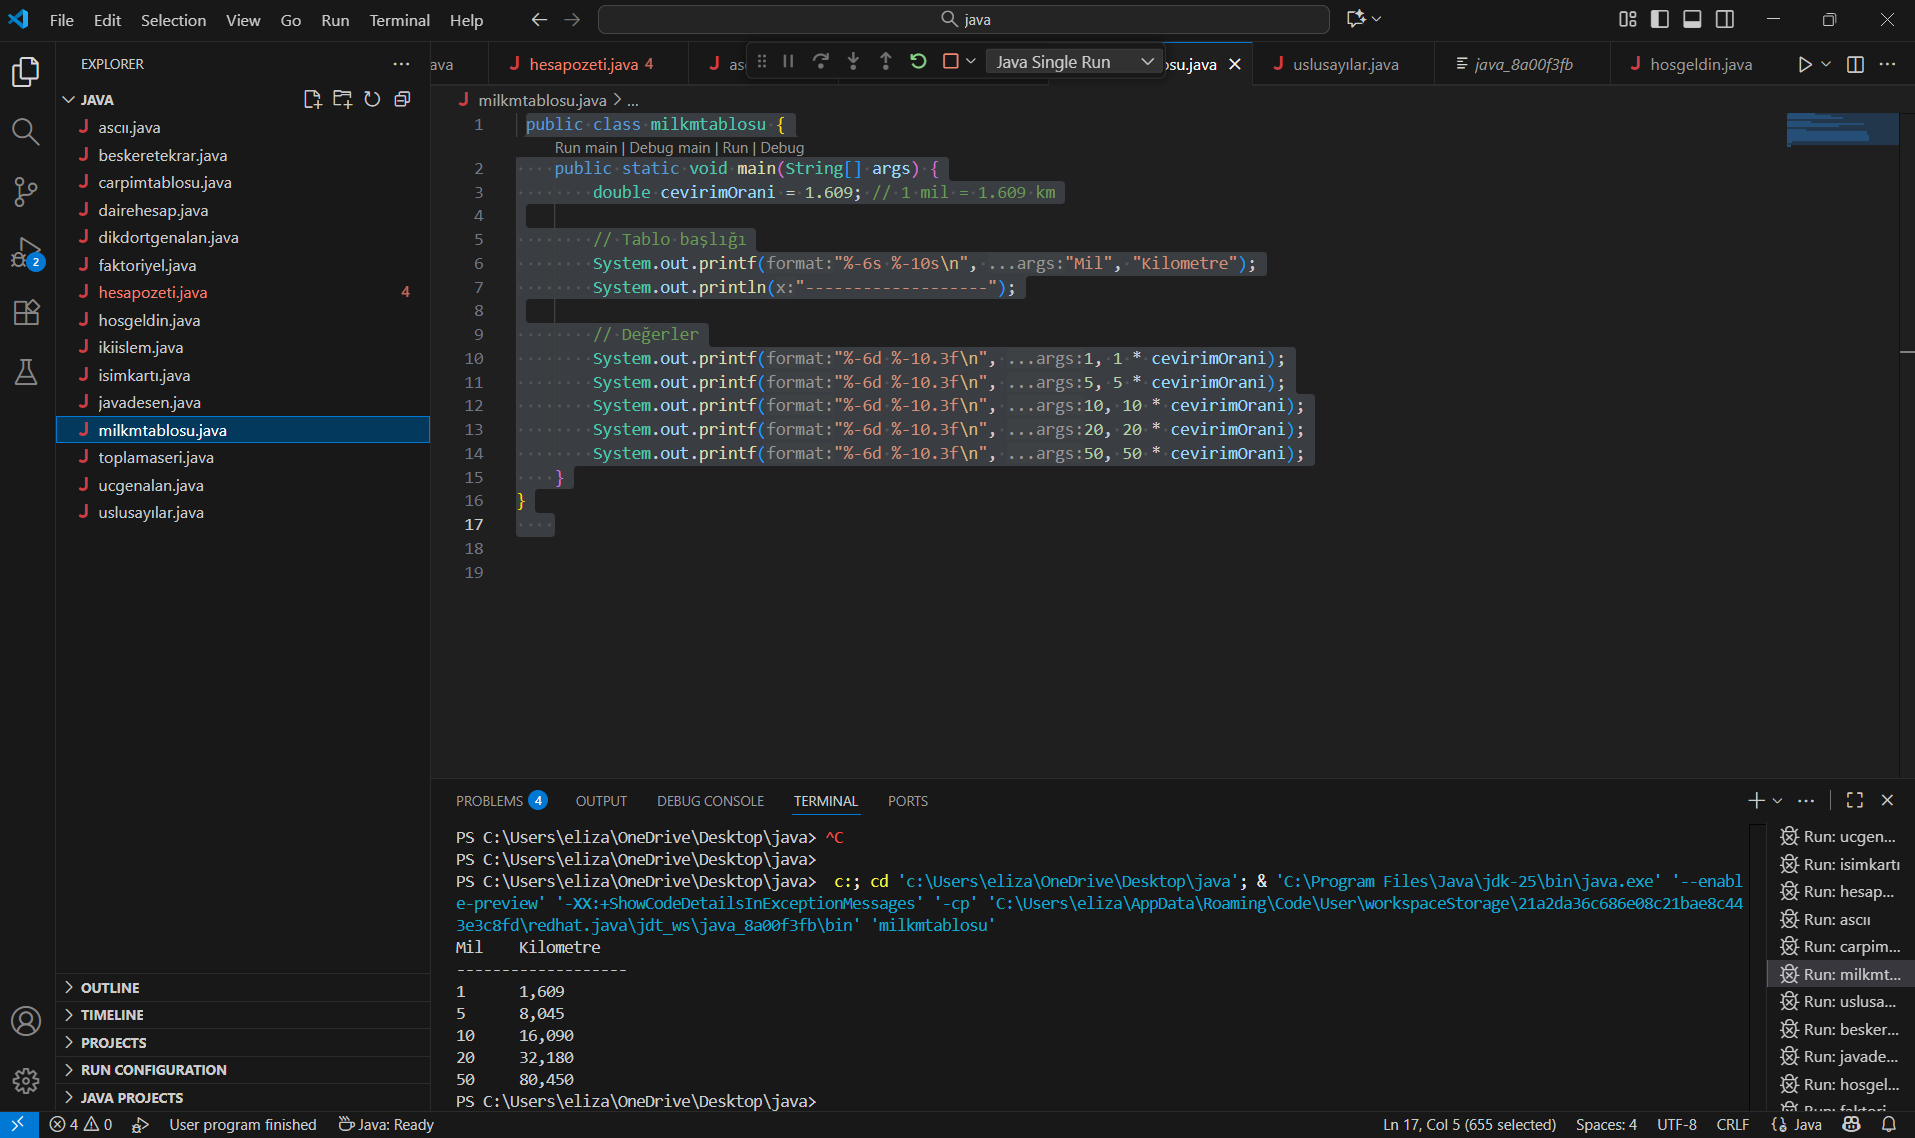 File Edit Selection View Go Run Terminal Help
java
EXPLORER
JAVA
ascıı.java
beskeretekrar.java
carpimtablosu.java
dairehesap.java
dikdortgenalan.java
faktoriyel.java
hesapozeti.java 4
hosgeldin.java
ikiislem.java
isimkartı.java
javadesen.java
milkmtablosu.java
toplamaseri.java
ucgenalan.java
uslusayılar.java
OUTLINE
TIMELINE
PROJECTS
RUN CONFIGURATION
JAVA PROJECTS
2
ava
hesapozeti.java 4
as
Java Single Run
osu.java
uslusayılar.java
java_8a00f3fb
hosgeldin.java
milkmtablosu.java > ...
1 public class milkmtablosu {
Run main | Debug main | Run | Debug
2 public static void main(String[] args) {
3 double cevirimOrani = 1.609; // 1 mil = 1.609 km
4
5 // Tablo başlığı
6 System.out.printf(format:"%-6s %-10s\n", ...args:"Mil", "Kilometre");
7 System.out.println(x:"-------------------");
8
9 // Değerler
10 System.out.printf(format:"%-6d %-10.3f\n", ...args:1, 1 * cevirimOrani);
11 System.out.printf(format:"%-6d %-10.3f\n", ...args:5, 5 * cevirimOrani);
12 System.out.printf(format:"%-6d %-10.3f\n", ...args:10, 10 * cevirimOrani);
13 System.out.printf(format:"%-6d %-10.3f\n", ...args:20, 20 * cevirimOrani);
14 System.out.printf(format:"%-6d %-10.3f\n", ...args:50, 50 * cevirimOrani);
15 }
16 }
17
18
19
PROBLEMS 4 OUTPUT DEBUG CONSOLE TERMINAL PORTS
PS C:\Users\eliza\OneDrive\Desktop\java> ^C
PS C:\Users\eliza\OneDrive\Desktop\java>
PS C:\Users\eliza\OneDrive\Desktop\java> c:; cd 'c:\Users\eliza\OneDrive\Desktop\java'; & 'C:\Program Files\Java\jdk-25\bin\java.exe' '--enabl
e-preview' '-XX:+ShowCodeDetailsInExceptionMessages' '-cp' 'C:\Users\eliza\AppData\Roaming\Code\User\workspaceStorage\21a2da36c686e08c21bae8c44
3e3c8fd\redhat.java\jdt_ws\java_8a00f3fb\bin' 'milkmtablosu'
Mil Kilometre
-------------------
1 1,609
5 8,045
10 16,090
20 32,180
50 80,450
PS C:\Users\eliza\OneDrive\Desktop\java>
Run: ucgen...
Run: isimkartı
Run: hesap...
Run: ascıı
Run: carpim...
Run: milkmt...
Run: uslusa...
Run: besker...
Run: javade...
Run: hosgel...
4 0 User program finished Java: Ready
Ln 17, Col 5 (655 selected) Spaces: 4 UTF-8 CRLF Java